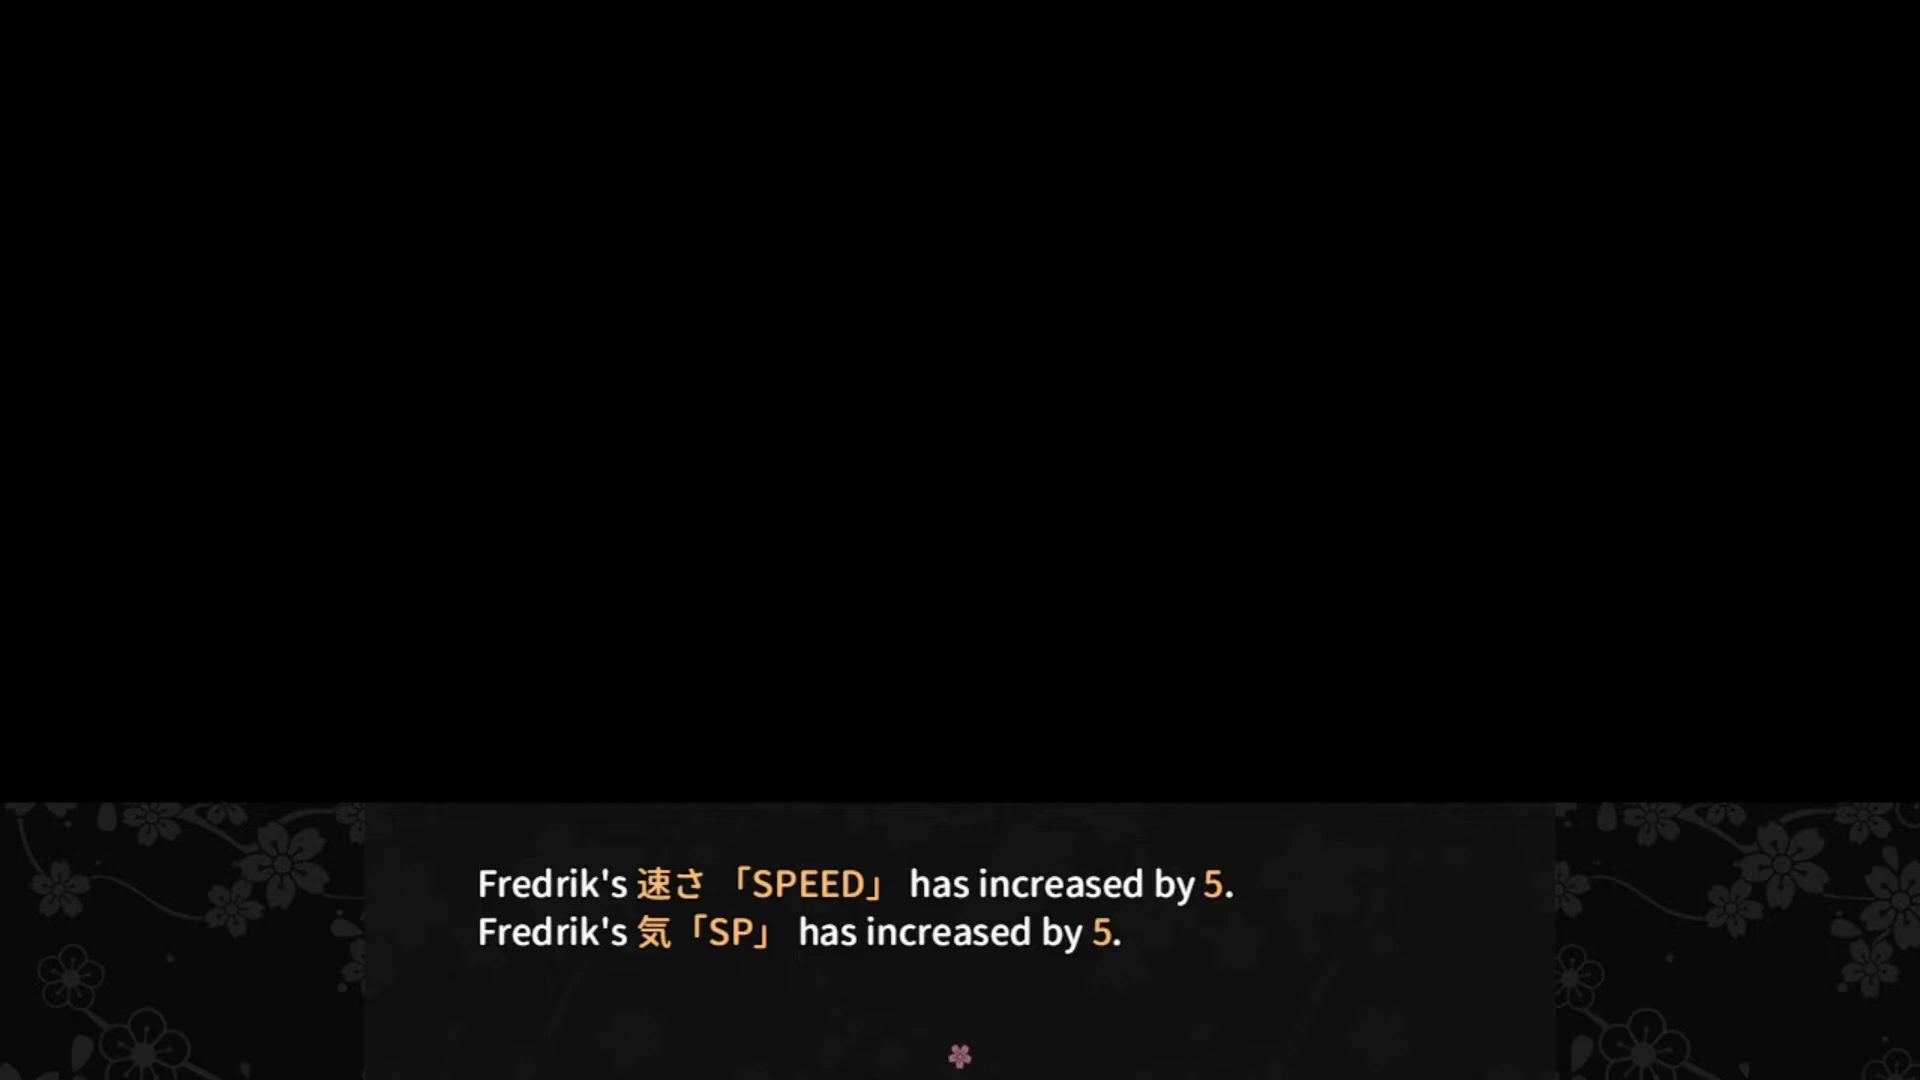 Fredrik's 速さ 「SPEED」 has increased by 5.
Fredrik's 気「SP」 has increased by 5.